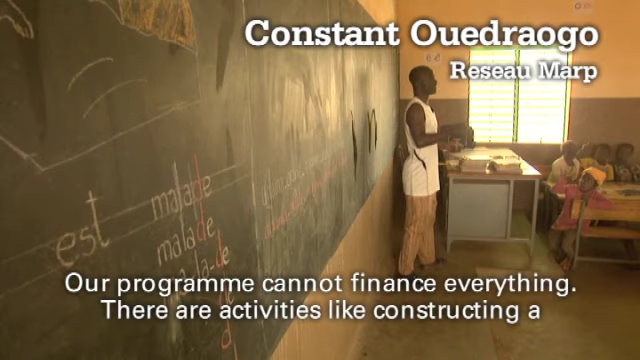 Constant Ouedraogo
Reseau Marp
est
malade
malade
ma-la-de
Our programme cannot finance everything.
There are activities like constructing a